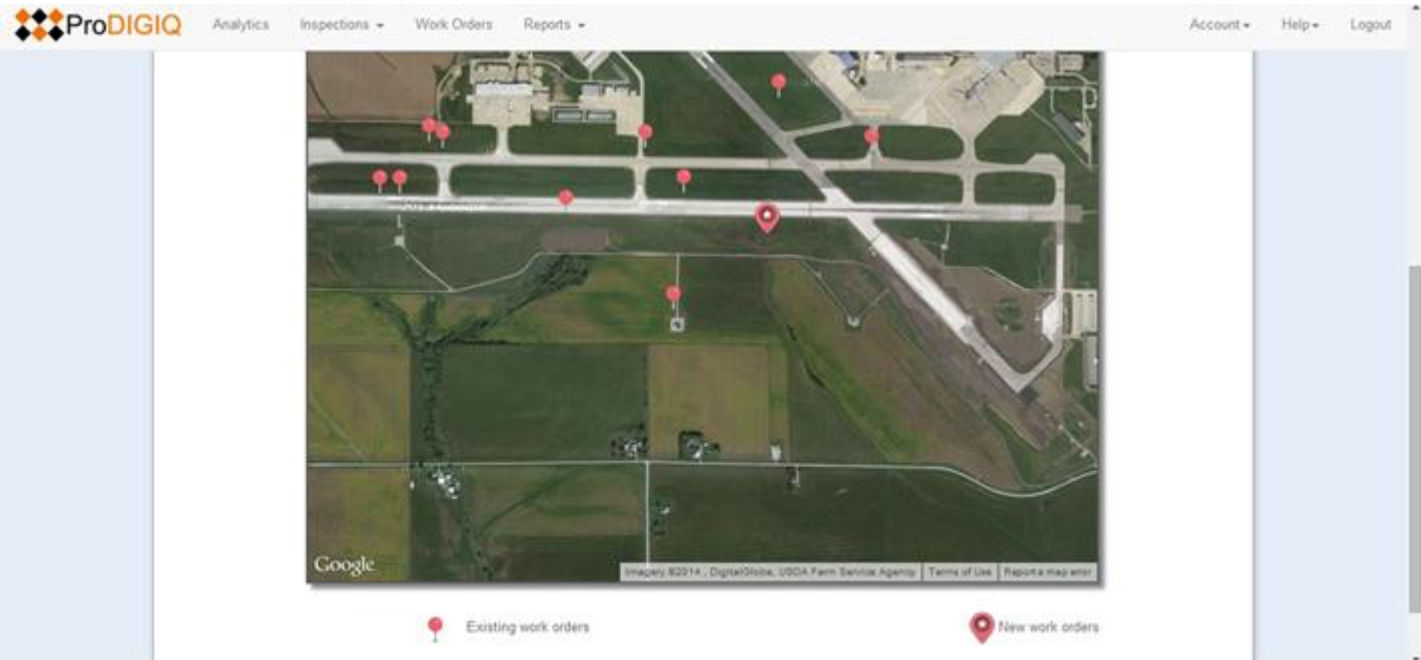 ProDIGIQ Analytics Inspections Work Orders Reports Account Help Logout
Google
Imagery ©2014 , DigitalGlobe, USDA Farm Service Agency Terms of Use Report a map error
Existing work orders New work orders